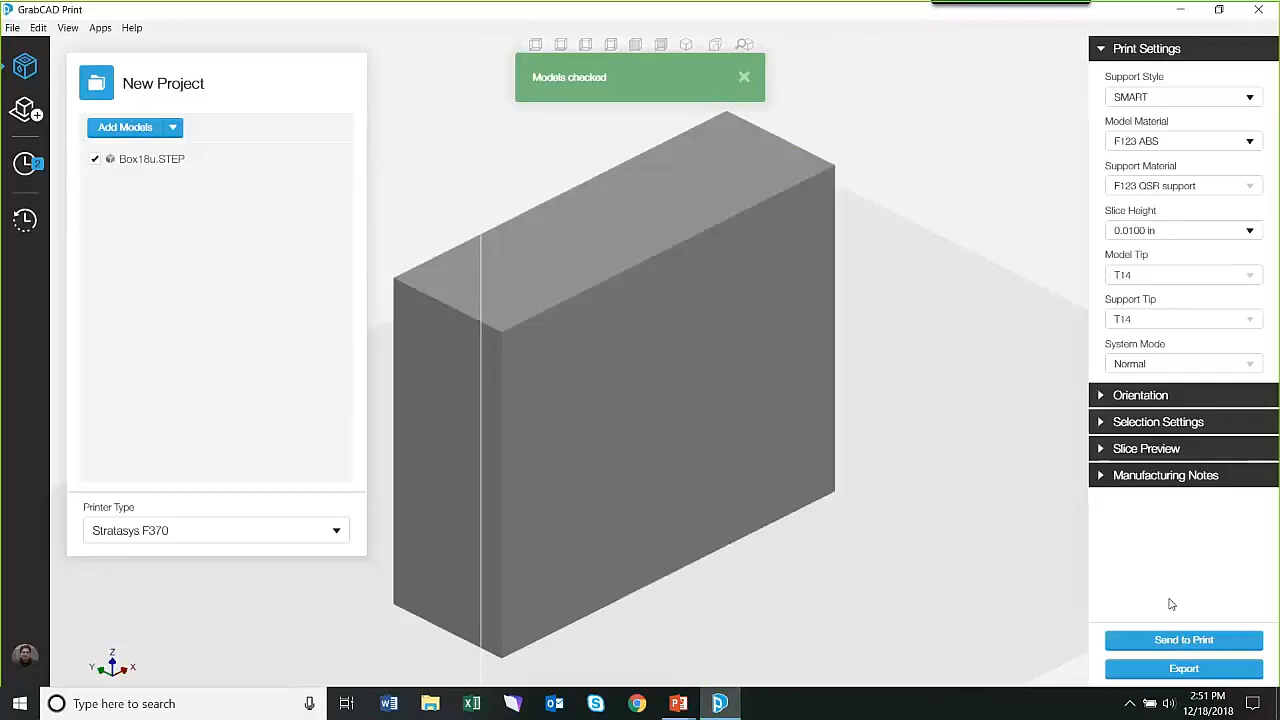 GrabCAD Print
File Edit View Apps Help
New Project
Add Models
Box18u.STEP
Printer Type
Stratasys F370
Models checked
Print Settings
Support Style
SMART
Model Material
F123 ABS
Support Material
F123 QSR support
Slice Height
0.0100 in
Model Tip
T14
Support Tip
T14
System Mode
Normal
Orientation
Selection Settings
Slice Preview
Manufacturing Notes
Send to Print
Export
2
Z
Y X
Type here to search
2:51 PM
12/18/2018